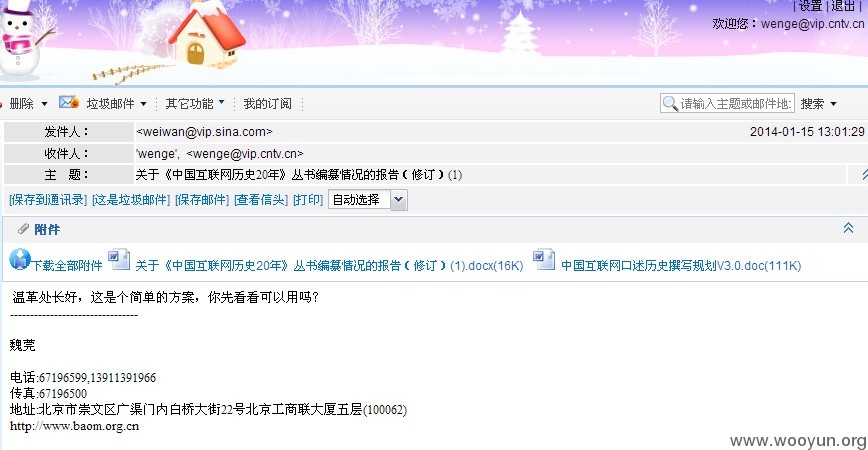 | 设置 | 退出 |
欢迎您：wenge@vip.cntv.cn
删除 垃圾邮件 其它功能 我的订阅 请输入主题或邮件地: 搜索
发件人： <weiwan@vip.sina.com> 2014-01-15 13:01:29
收件人： 'wenge', <wenge@vip.cntv.cn>
主 题： 关于《中国互联网历史20年》丛书编纂情况的报告（修订）(1)
[保存到通讯录] [这是垃圾邮件] [保存邮件] [查看信头] [打印] 自动选择
附件
下载全部附件 关于《中国互联网历史20年》丛书编纂情况的报告（修订）(1).docx(16K) 中国互联网口述历史撰写规划V3.0.doc(111K)
温革处长好，这是个简单的方案，你先看看可以用吗？
--------------------------------
魏莞
电话:67196599,13911391966
传真:67196500
地址:北京市崇文区广渠门内白桥大街22号北京工商联大厦五层(100062)
http://www.baom.org.cn
www.wooyun.org